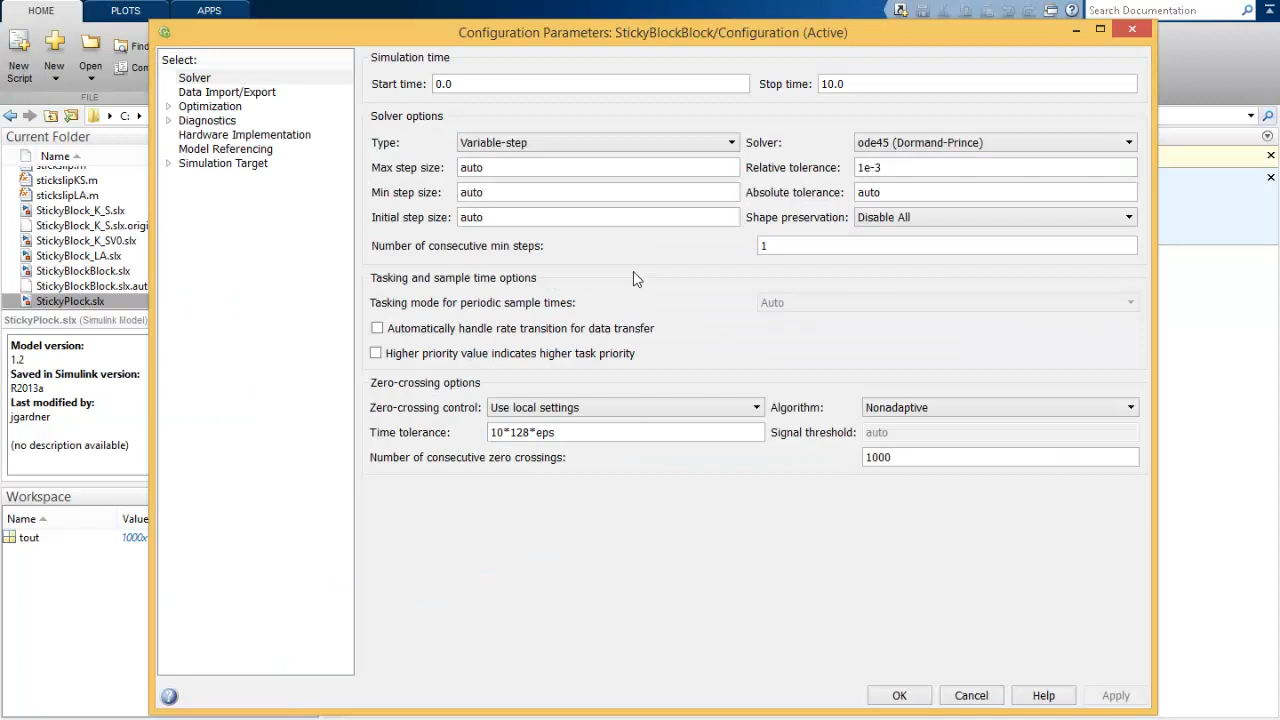 HOME PLOTS APPS
Search Documentation
Configuration Parameters: StickyBlockBlock/Configuration (Active)
New Script
New
Open
Find
Com
FILE
C:
Current Folder
Name
stickslip.m
stickslipKS.m
stickslipLA.m
StickyBlock_K_S.slx
StickyBlock_K_S.slx.origi
StickyBlock_K_SV0.slx
StickyBlock_LA.slx
StickyBlockBlock.slx
StickyBlockBlock.slx.aut
StickyPlock.slx
StickyPlock.slx (Simulink Model)
Model version:
1.2
Saved in Simulink version:
R2013a
Last modified by:
jgardner
(no description available)
Workspace
Name Value
tout 1000x
Select:
Solver
Data Import/Export
Optimization
Diagnostics
Hardware Implementation
Model Referencing
Simulation Target
Simulation time
Start time: 0.0 Stop time: 10.0
Solver options
Type: Variable-step Solver: ode45 (Dormand-Prince)
Max step size: auto Relative tolerance: 1e-3
Min step size: auto Absolute tolerance: auto
Initial step size: auto Shape preservation: Disable All
Number of consecutive min steps: 1
Tasking and sample time options
Tasking mode for periodic sample times: Auto
Automatically handle rate transition for data transfer
Higher priority value indicates higher task priority
Zero-crossing options
Zero-crossing control: Use local settings Algorithm: Nonadaptive
Time tolerance: 10*128*eps Signal threshold: auto
Number of consecutive zero crossings: 1000
OK Cancel Help Apply